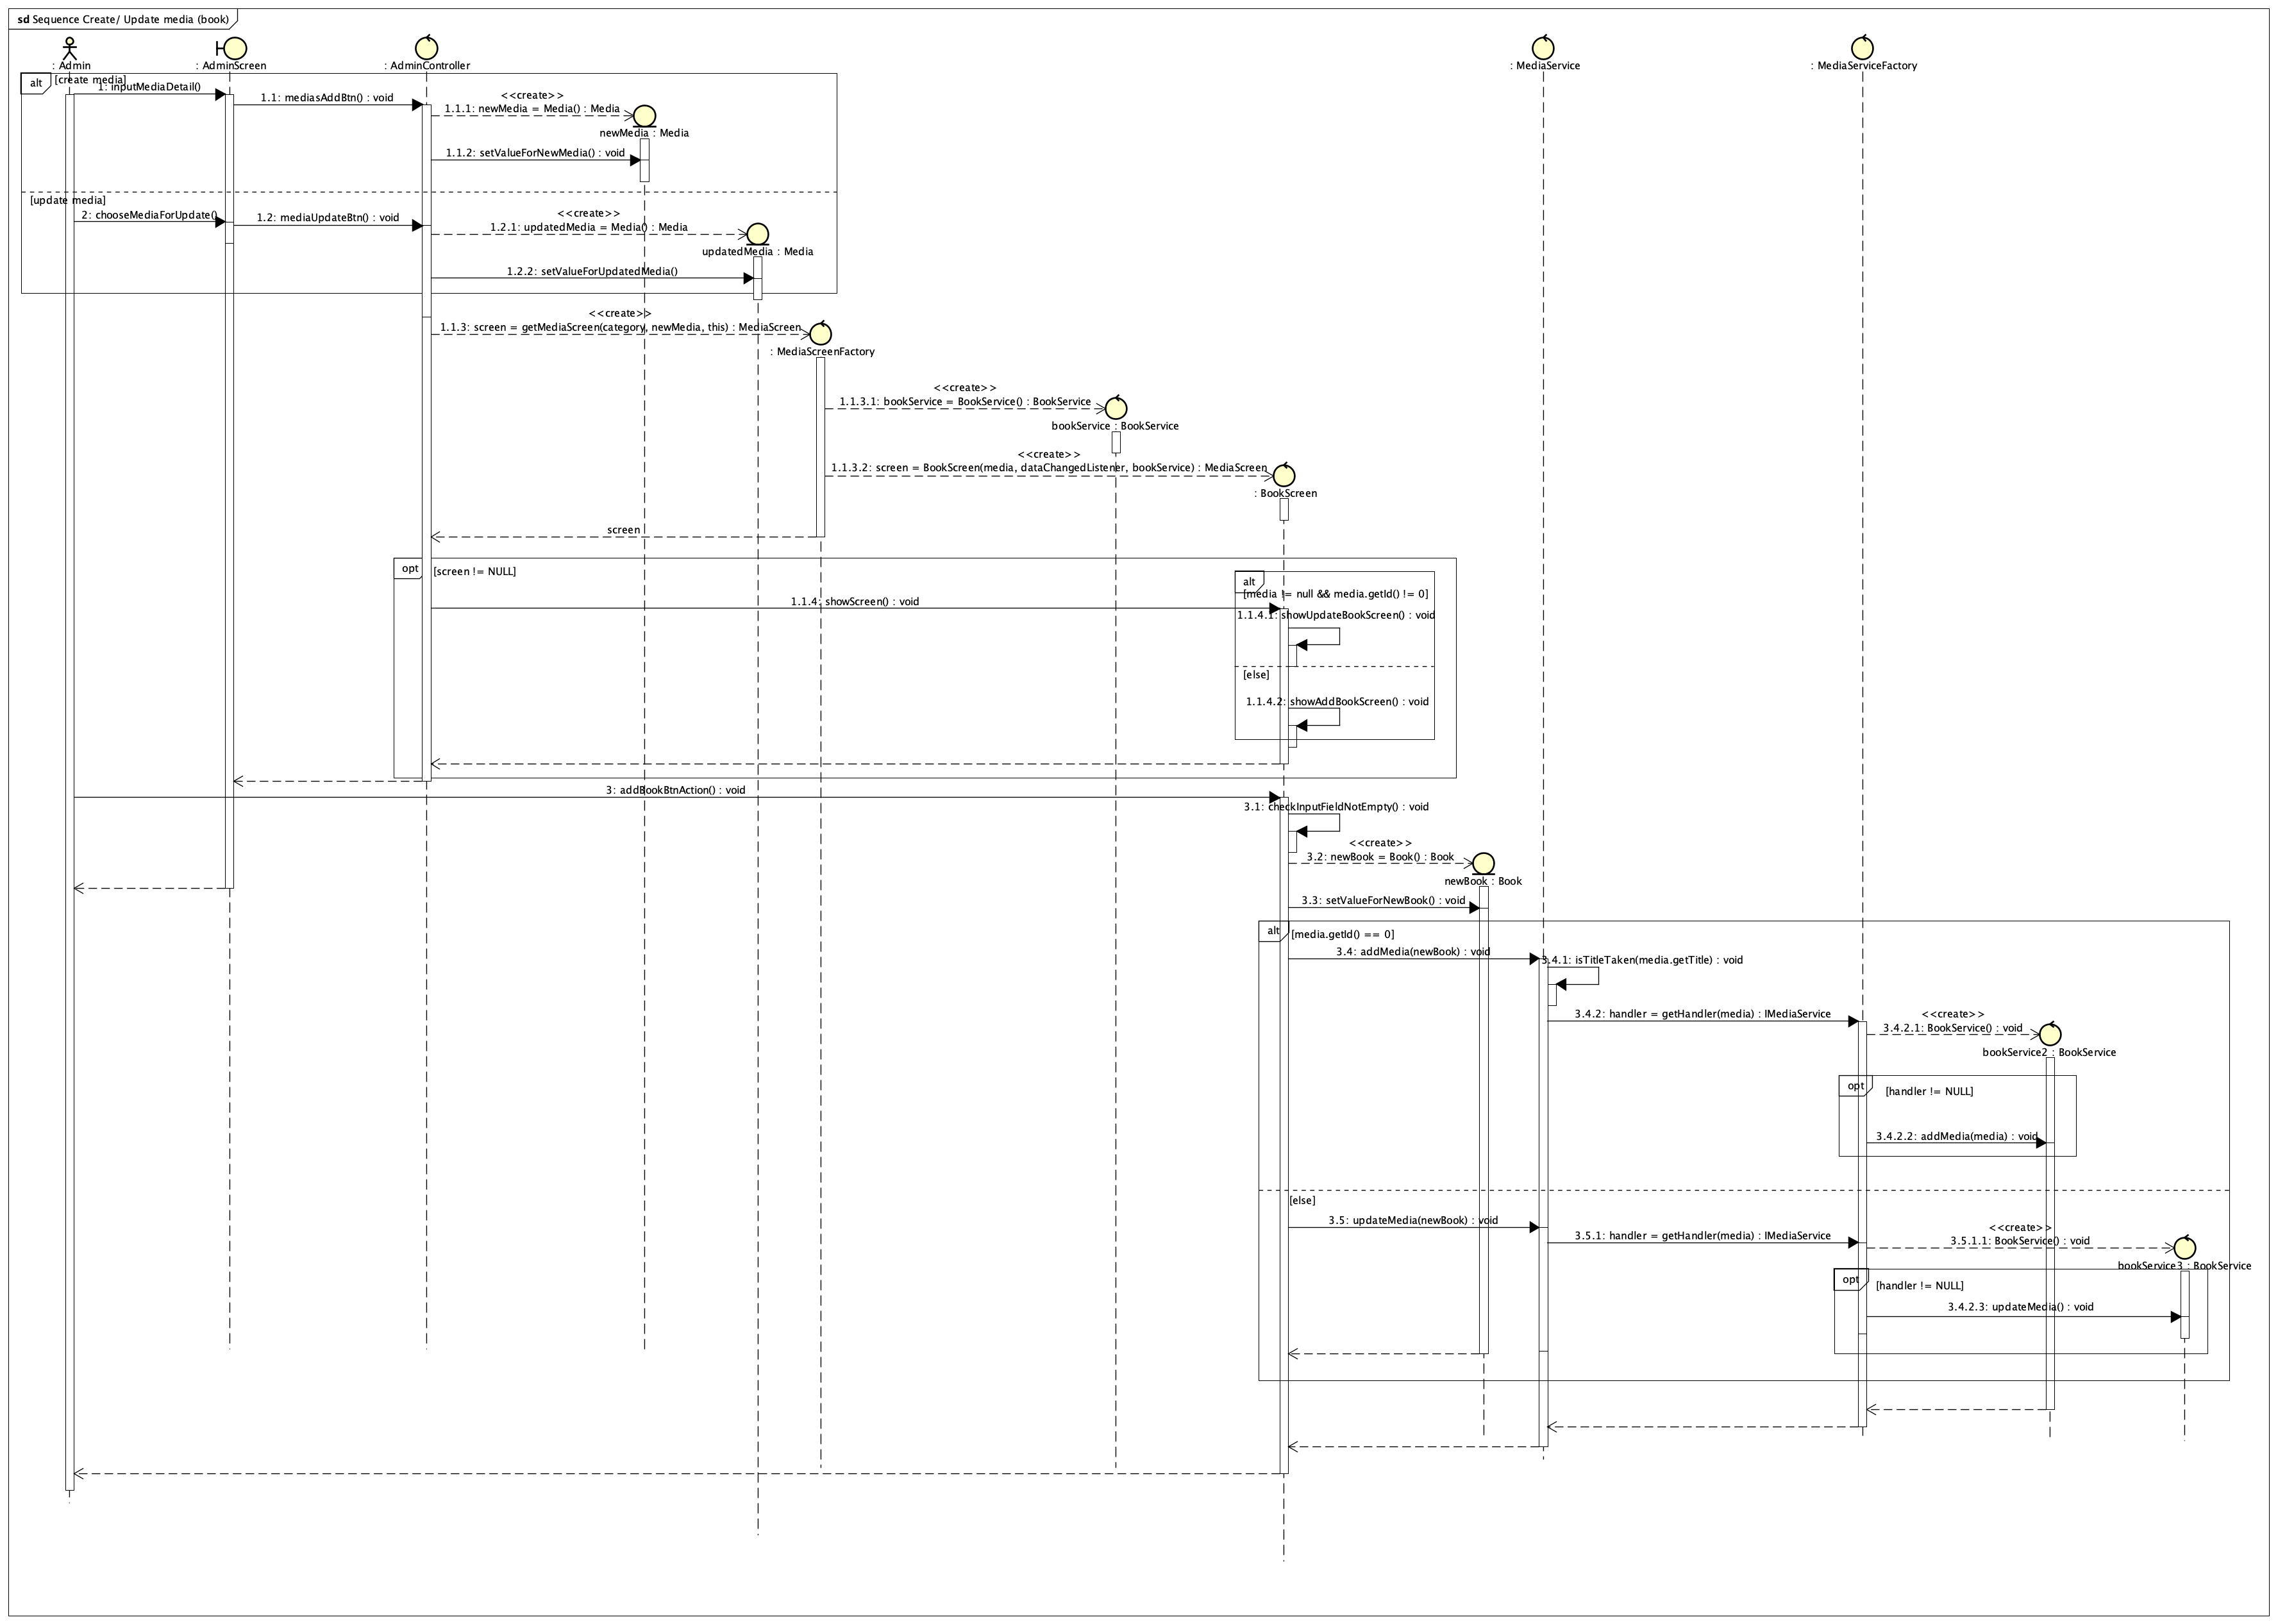 sd Sequence Create/ Update media (book)
: Admin
: AdminScreen
: AdminController
: MediaService
: MediaServiceFactory
alt
[create media]
1: inputMediaDetail()
1.1: mediasAddBtn() : void
<<create>>
1.1.1: newMedia = Media() : Media
newMedia : Media
1.1.2: setValueForNewMedia() : void
[update media]
2: chooseMediaForUpdate()
1.2: mediaUpdateBtn() : void
<<create>>
1.2.1: updatedMedia = Media() : Media
updatedMedia : Media
1.2.2: setValueForUpdatedMedia()
<<create>>
1.1.3: screen = getMediaScreen(category, newMedia, this) : MediaScreen
: MediaScreenFactory
<<create>>
1.1.3.1: bookService = BookService() : BookService
bookService : BookService
<<create>>
1.1.3.2: screen = BookScreen(media, dataChangedListener, bookService) : MediaScreen
: BookScreen
screen
opt
[screen != NULL]
alt
[media != null && media.getId() != 0]
1.1.4: showScreen() : void
1.1.4.1: showUpdateBookScreen() : void
[else]
1.1.4.2: showAddBookScreen() : void
3: addBookBtnAction() : void
3.1: checkInputFieldNotEmpty() : void
<<create>>
3.2: newBook = Book() : Book
newBook : Book
3.3: setValueForNewBook() : void
alt
[media.getId() == 0]
3.4: addMedia(newBook) : void
3.4.1: isTitleTaken(media.getTitle) : void
3.4.2: handler = getHandler(media) : IMediaService
<<create>>
3.4.2.1: BookService() : void
bookService2 : BookService
opt
[handler != NULL]
3.4.2.2: addMedia(media) : void
[else]
3.5: updateMedia(newBook) : void
3.5.1: handler = getHandler(media) : IMediaService
<<create>>
3.5.1.1: BookService() : void
bookService3 : BookService
opt
[handler != NULL]
3.4.2.3: updateMedia() : void